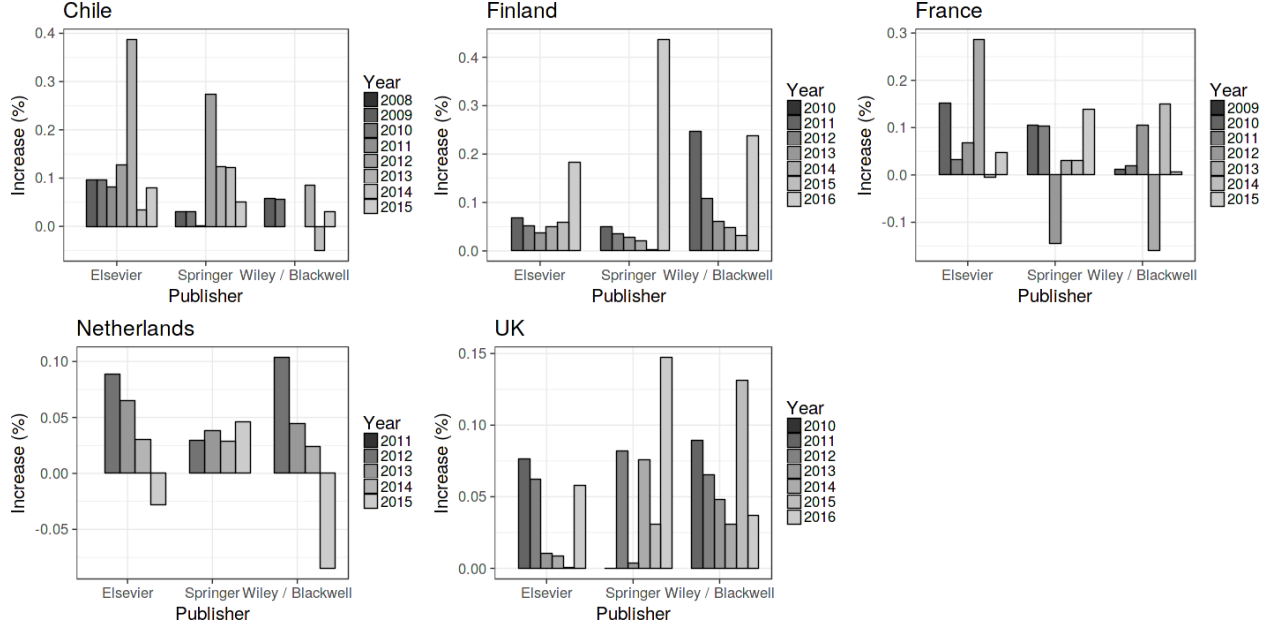 Chile
Increase (%)
0.4
0.3
0.2
0.1
0.0
Elsevier
Springer
Wiley / Blackwell
Publisher
Year
2008
2009
2010
2011
2012
2013
2014
2015
Finland
Increase (%)
0.4
0.3
0.2
0.1
0.0
Elsevier
Springer
Wiley / Blackwell
Publisher
Year
2010
2011
2012
2013
2014
2015
2016
France
Increase (%)
0.3
0.2
0.1
0.0
-0.1
Elsevier
Springer
Wiley / Blackwell
Publisher
Year
2009
2010
2011
2012
2013
2014
2015
Netherlands
Increase (%)
0.10
0.05
0.00
-0.05
Elsevier
Springer
Wiley / Blackwell
Publisher
Year
2011
2012
2013
2014
2015
UK
Increase (%)
0.15
0.10
0.05
0.00
Elsevier
Springer
Wiley / Blackwell
Publisher
Year
2010
2011
2012
2013
2014
2015
2016